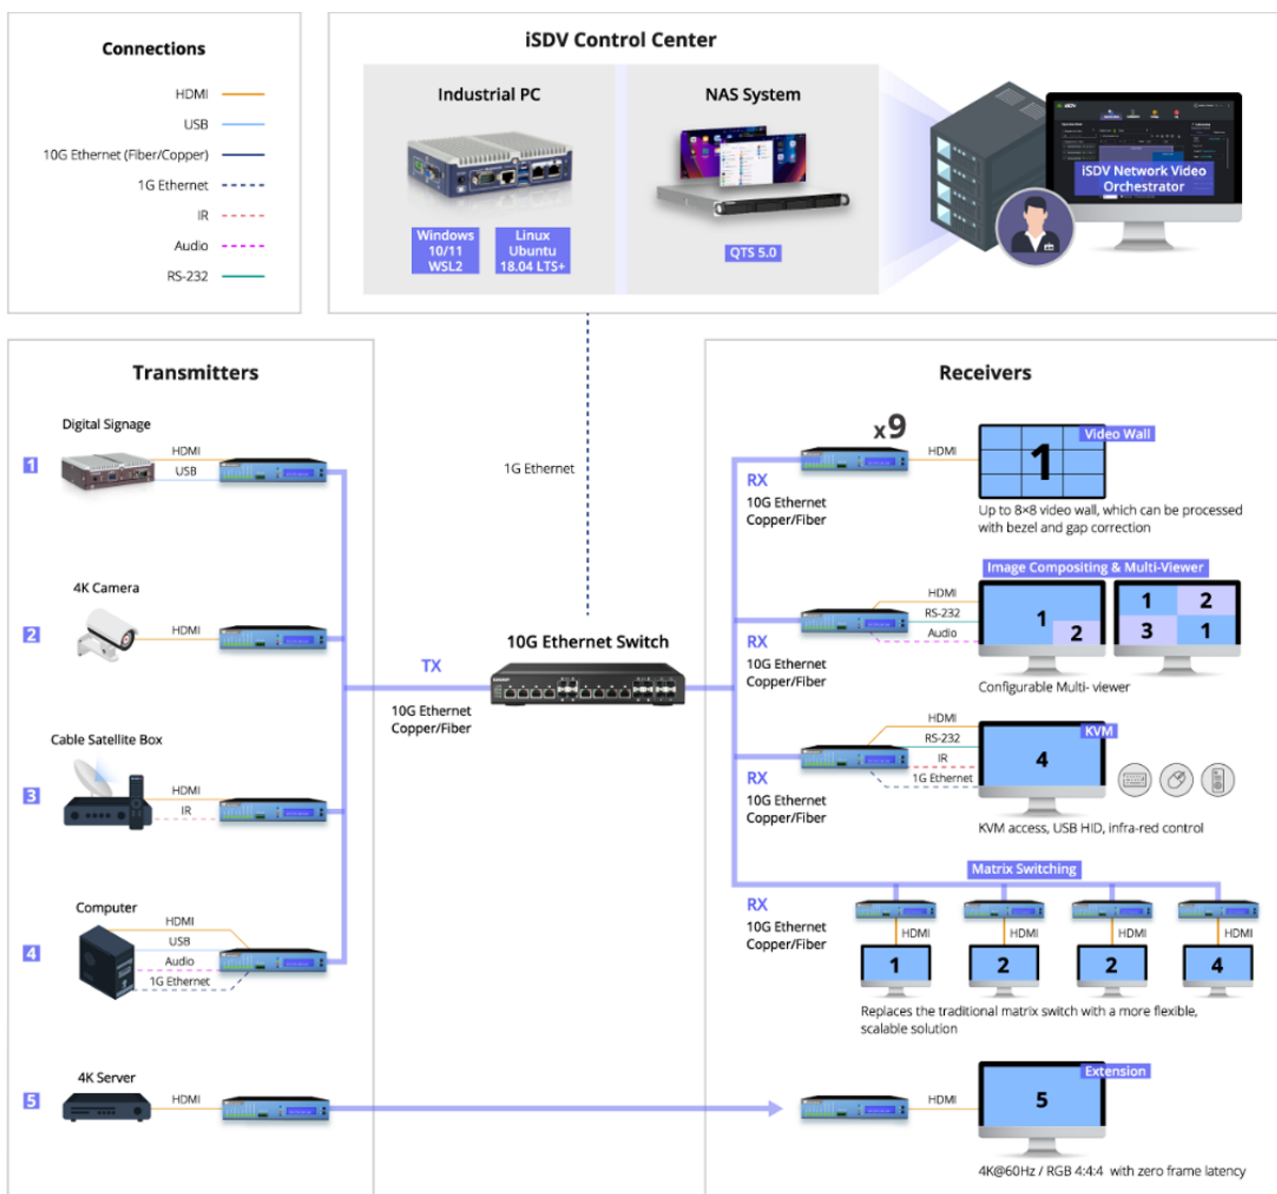 Connections
HDMI
USB
10G Ethernet (Fiber/Copper)
1G Ethernet
IR
Audio
RS-232
iSDV Control Center
Industrial PC
Windows
10/11
WSL2
Linux
Ubuntu
18.04 LTS+
NAS System
QTS 5.0
iSDV Network Video
Orchestrator
1G Ethernet
Transmitters
Digital Signage
1
HDMI
USB
4K Camera
2
HDMI
Cable Satellite Box
3
HDMI
IR
Computer
4
HDMI
USB
Audio
1G Ethernet
4K Server
5
HDMI
TX
10G Ethernet
Copper/Fiber
10G Ethernet Switch
Receivers
x9
HDMI
RX
10G Ethernet
Copper/Fiber
Video Wall
1
Up to 8×8 video wall, which can be processed
with bezel and gap correction
Image Compositing & Multi-Viewer
HDMI
RS-232
Audio
RX
10G Ethernet
Copper/Fiber
1
2
1
2
3
1
Configurable Multi- viewer
HDMI
RS-232
IR
1G Ethernet
RX
10G Ethernet
Copper/Fiber
KVM
4
KVM access, USB HID, infra-red control
Matrix Switching
RX
10G Ethernet
Copper/Fiber
HDMI
HDMI
HDMI
HDMI
1
2
2
4
Replaces the traditional matrix switch with a more flexible,
scalable solution
HDMI
Extension
5
4K@60Hz / RGB 4:4:4 with zero frame latency